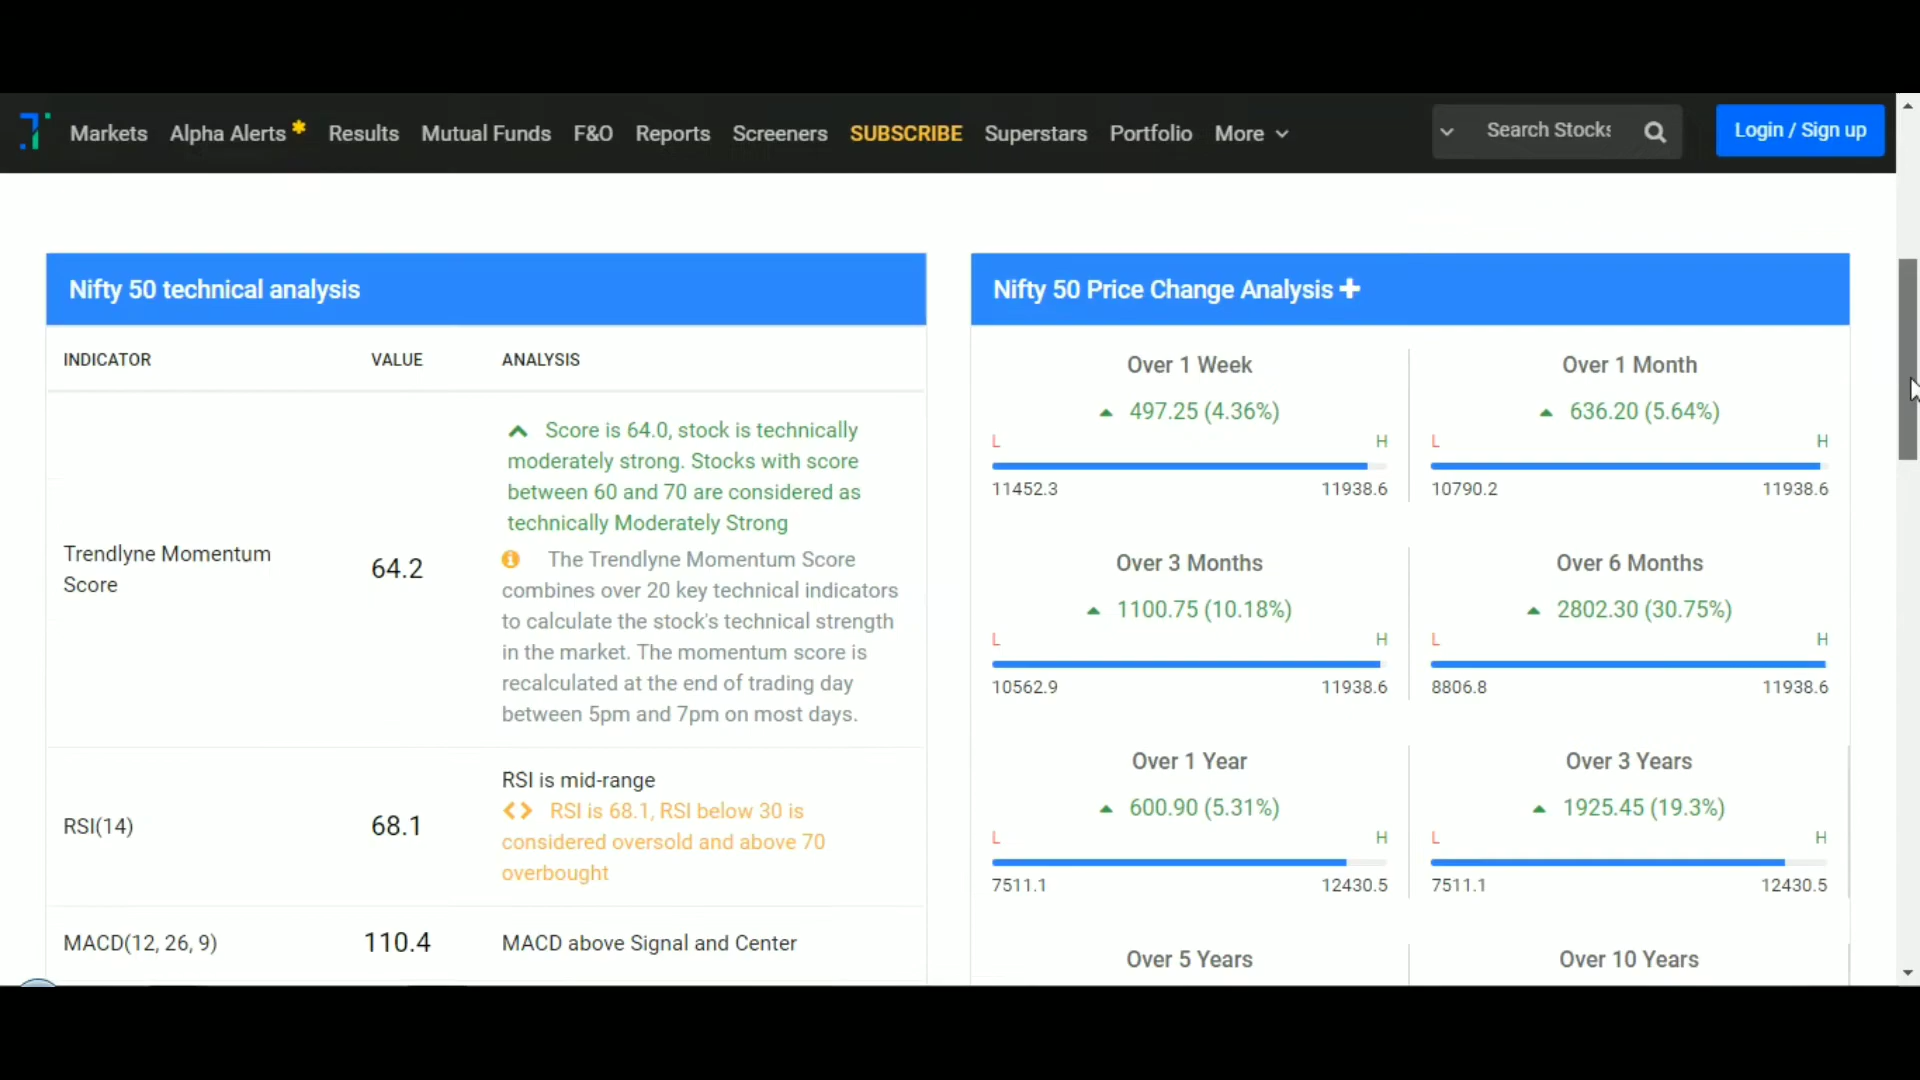 Markets Alpha Alerts Results Mutual Funds F&O Reports Screeners SUBSCRIBE Superstars Portfolio More Search Stocks Login / Sign up
Nifty 50 technical analysis
INDICATOR VALUE ANALYSIS
Trendlyne Momentum
Score
64.2
Score is 64.0, stock is technically
moderately strong. Stocks with score
between 60 and 70 are considered as
technically Moderately Strong
The Trendlyne Momentum Score
combines over 20 key technical indicators
to calculate the stock's technical strength
in the market. The momentum score is
recalculated at the end of trading day
between 5pm and 7pm on most days.
RSI(14)
68.1
RSI is mid-range
RSI is 68.1, RSI below 30 is
considered oversold and above 70
overbought
MACD(12, 26, 9) 110.4 MACD above Signal and Center
Nifty 50 Price Change Analysis +
Over 1 Week
497.25 (4.36%)
L H
11452.3 11938.6
Over 1 Month
636.20 (5.64%)
L H
10790.2 11938.6
Over 3 Months
1100.75 (10.18%)
L H
10562.9 11938.6
Over 6 Months
2802.30 (30.75%)
L H
8806.8 11938.6
Over 1 Year
600.90 (5.31%)
L H
7511.1 12430.5
Over 3 Years
1925.45 (19.3%)
L H
7511.1 12430.5
Over 5 Years
Over 10 Years